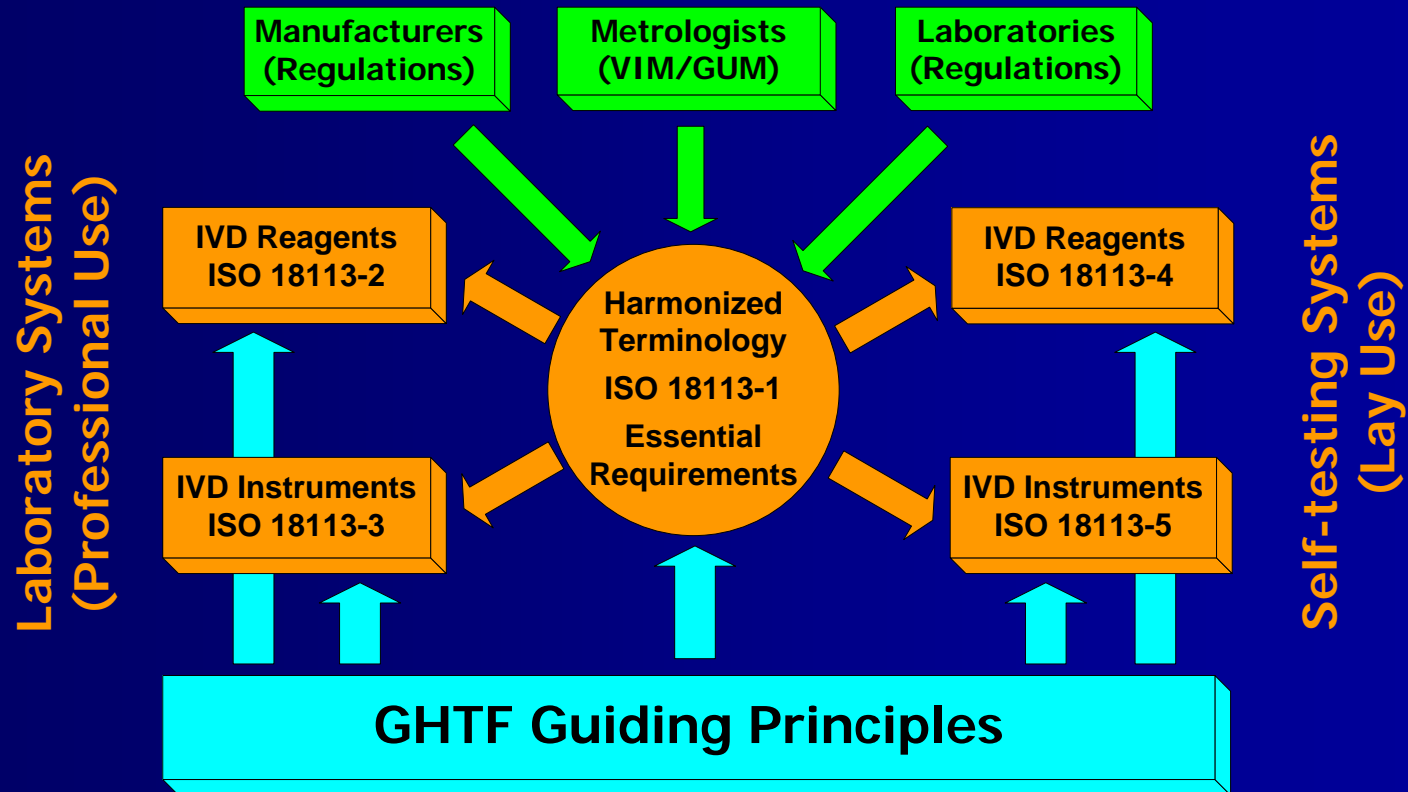 Manufacturers
(Regulations)
Metrologists
(VIM/GUM)
Laboratories
(Regulations)
Laboratory Systems
(Professional Use)
IVD Reagents
ISO 18113-2
IVD Instruments
ISO 18113-3
Harmonized
Terminology
ISO 18113-1
Essential
Requirements
IVD Reagents
ISO 18113-4
IVD Instruments
ISO 18113-5
Self-testing Systems
(Lay Use)
GHTF Guiding Principles